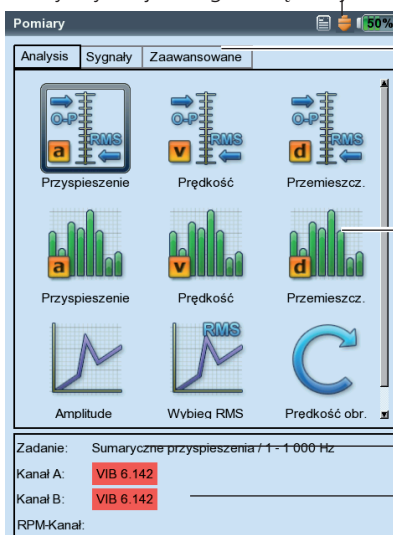 Pomiary 50%
Analysis Sygnały Zaawansowane
O-P RMS a O-P RMS v O-P RMS d
Przyspieszenie Prędkość Przemieszcz.
a v d
Przyspieszenie Prędkość Przemieszcz.
RMS
Amplitude Wybieg RMS Prędkość obr.
Zadanie: Sumaryczne przyspieszenia / 1 - 1 000 Hz
Kanał A: VIB 6.142
Kanał B: VIB 6.142
RPM-Kanał: